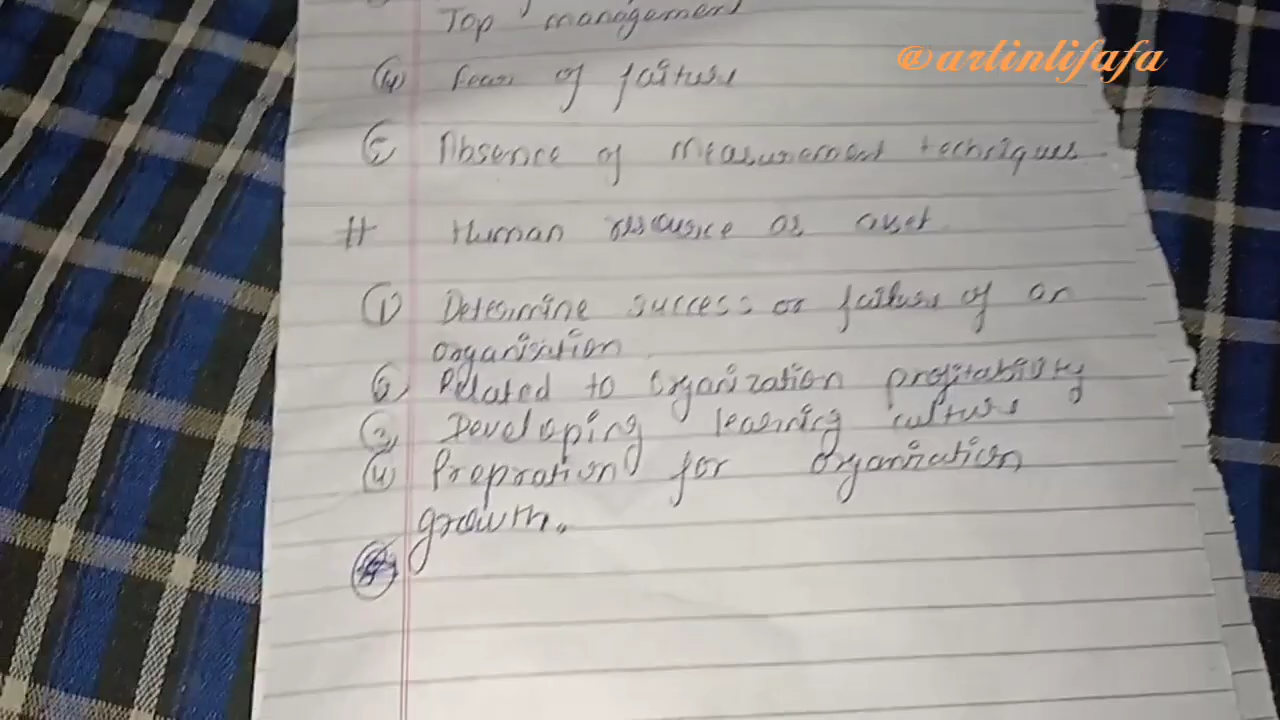 Top management
@artinlifafa
(4) Fear of failure
(5) Absence of measurement techniques
# Human resource as asset
(1) Determine success or failure of an
organisation
(2) Related to organization profitability
(3) Developing learning culture
(4) Prepration for organization
growth.